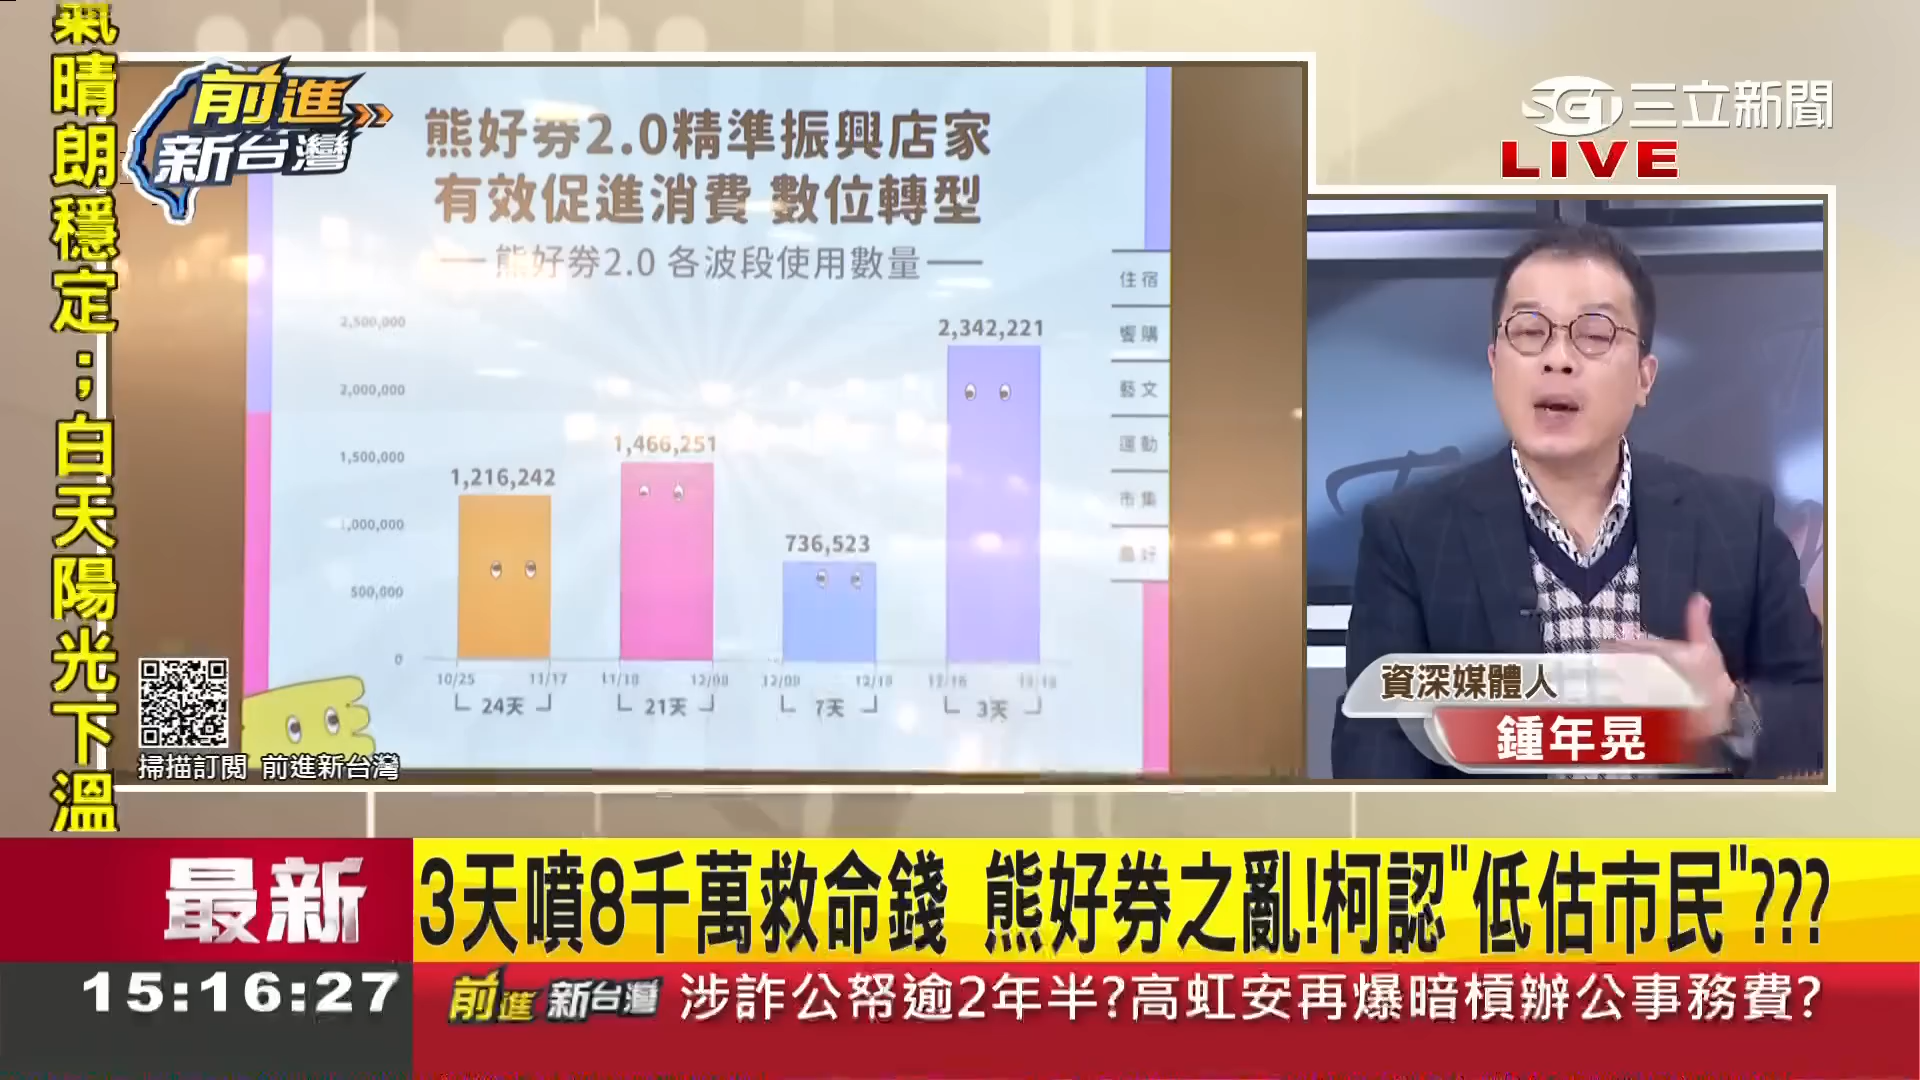 氣晴朗穩定；白天陽光下溫
前進
新台灣
熊好券2.0精準振興店家
有效促進消費 數位轉型
熊好券2.0 各波段使用數量
2,500,000
2,000,000
1,500,000
1,000,000
500,000
0
1,216,242
1,466,251
736,523
2,342,221
10/25 11/17
24天
21天
7天
3天
住宿
饗購
藝文
運動
市集
掃描訂閱 前進新台灣
SET三立新聞
LIVE
資深媒體人
鍾年晃
最新
3天噴8千萬救命錢 熊好券之亂!柯認"低估市民"???
15:16:27
前進新台灣 涉詐公帑逾2年半?高虹安再爆暗槓辦公事務費?